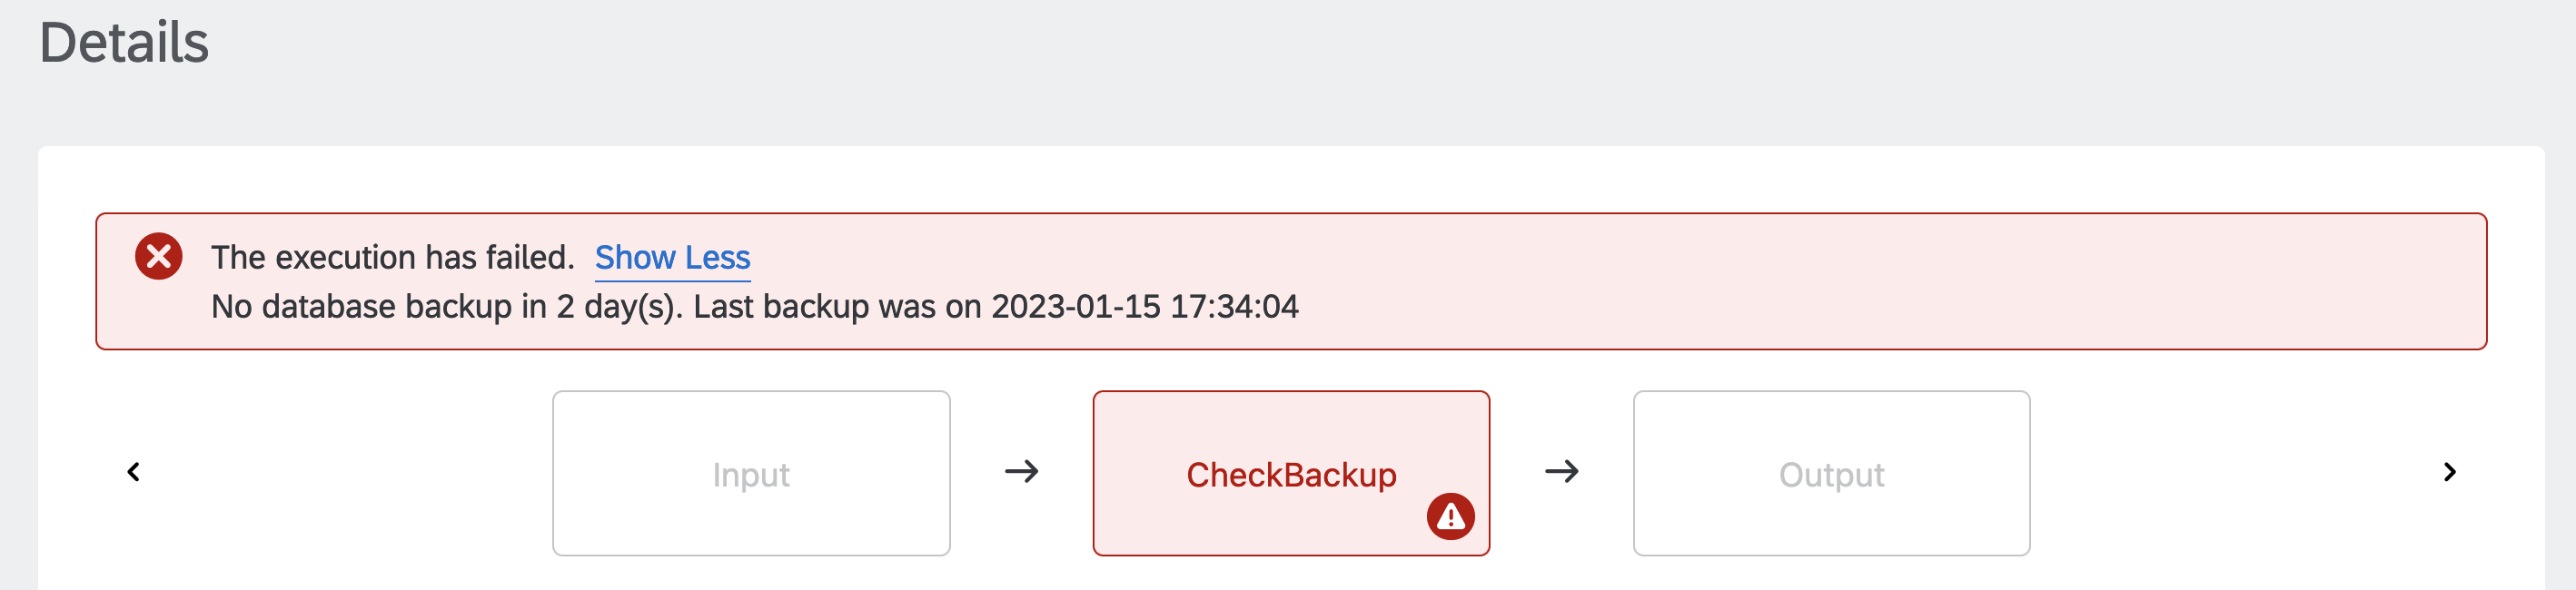 Details
The execution has failed. Show Less
No database backup in 2 day(s). Last backup was on 2023-01-15 17:34:04
Input
CheckBackup
Output